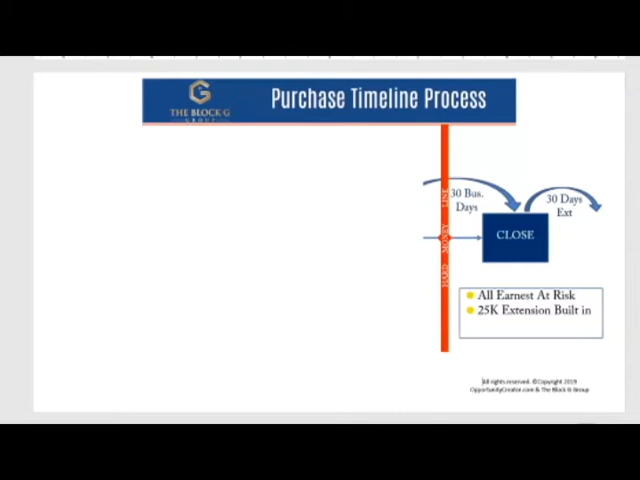 Purchase Timeline Process
THE BLOCK G
GROUP
30 Bus.
Days
30 Days
Ext
CLOSE
HARD MONEY LINE
All Earnest At Risk
25K Extension Built in
All rights reserved. ©Copyright 2019
OpportunityCreator.com & The Block G Group